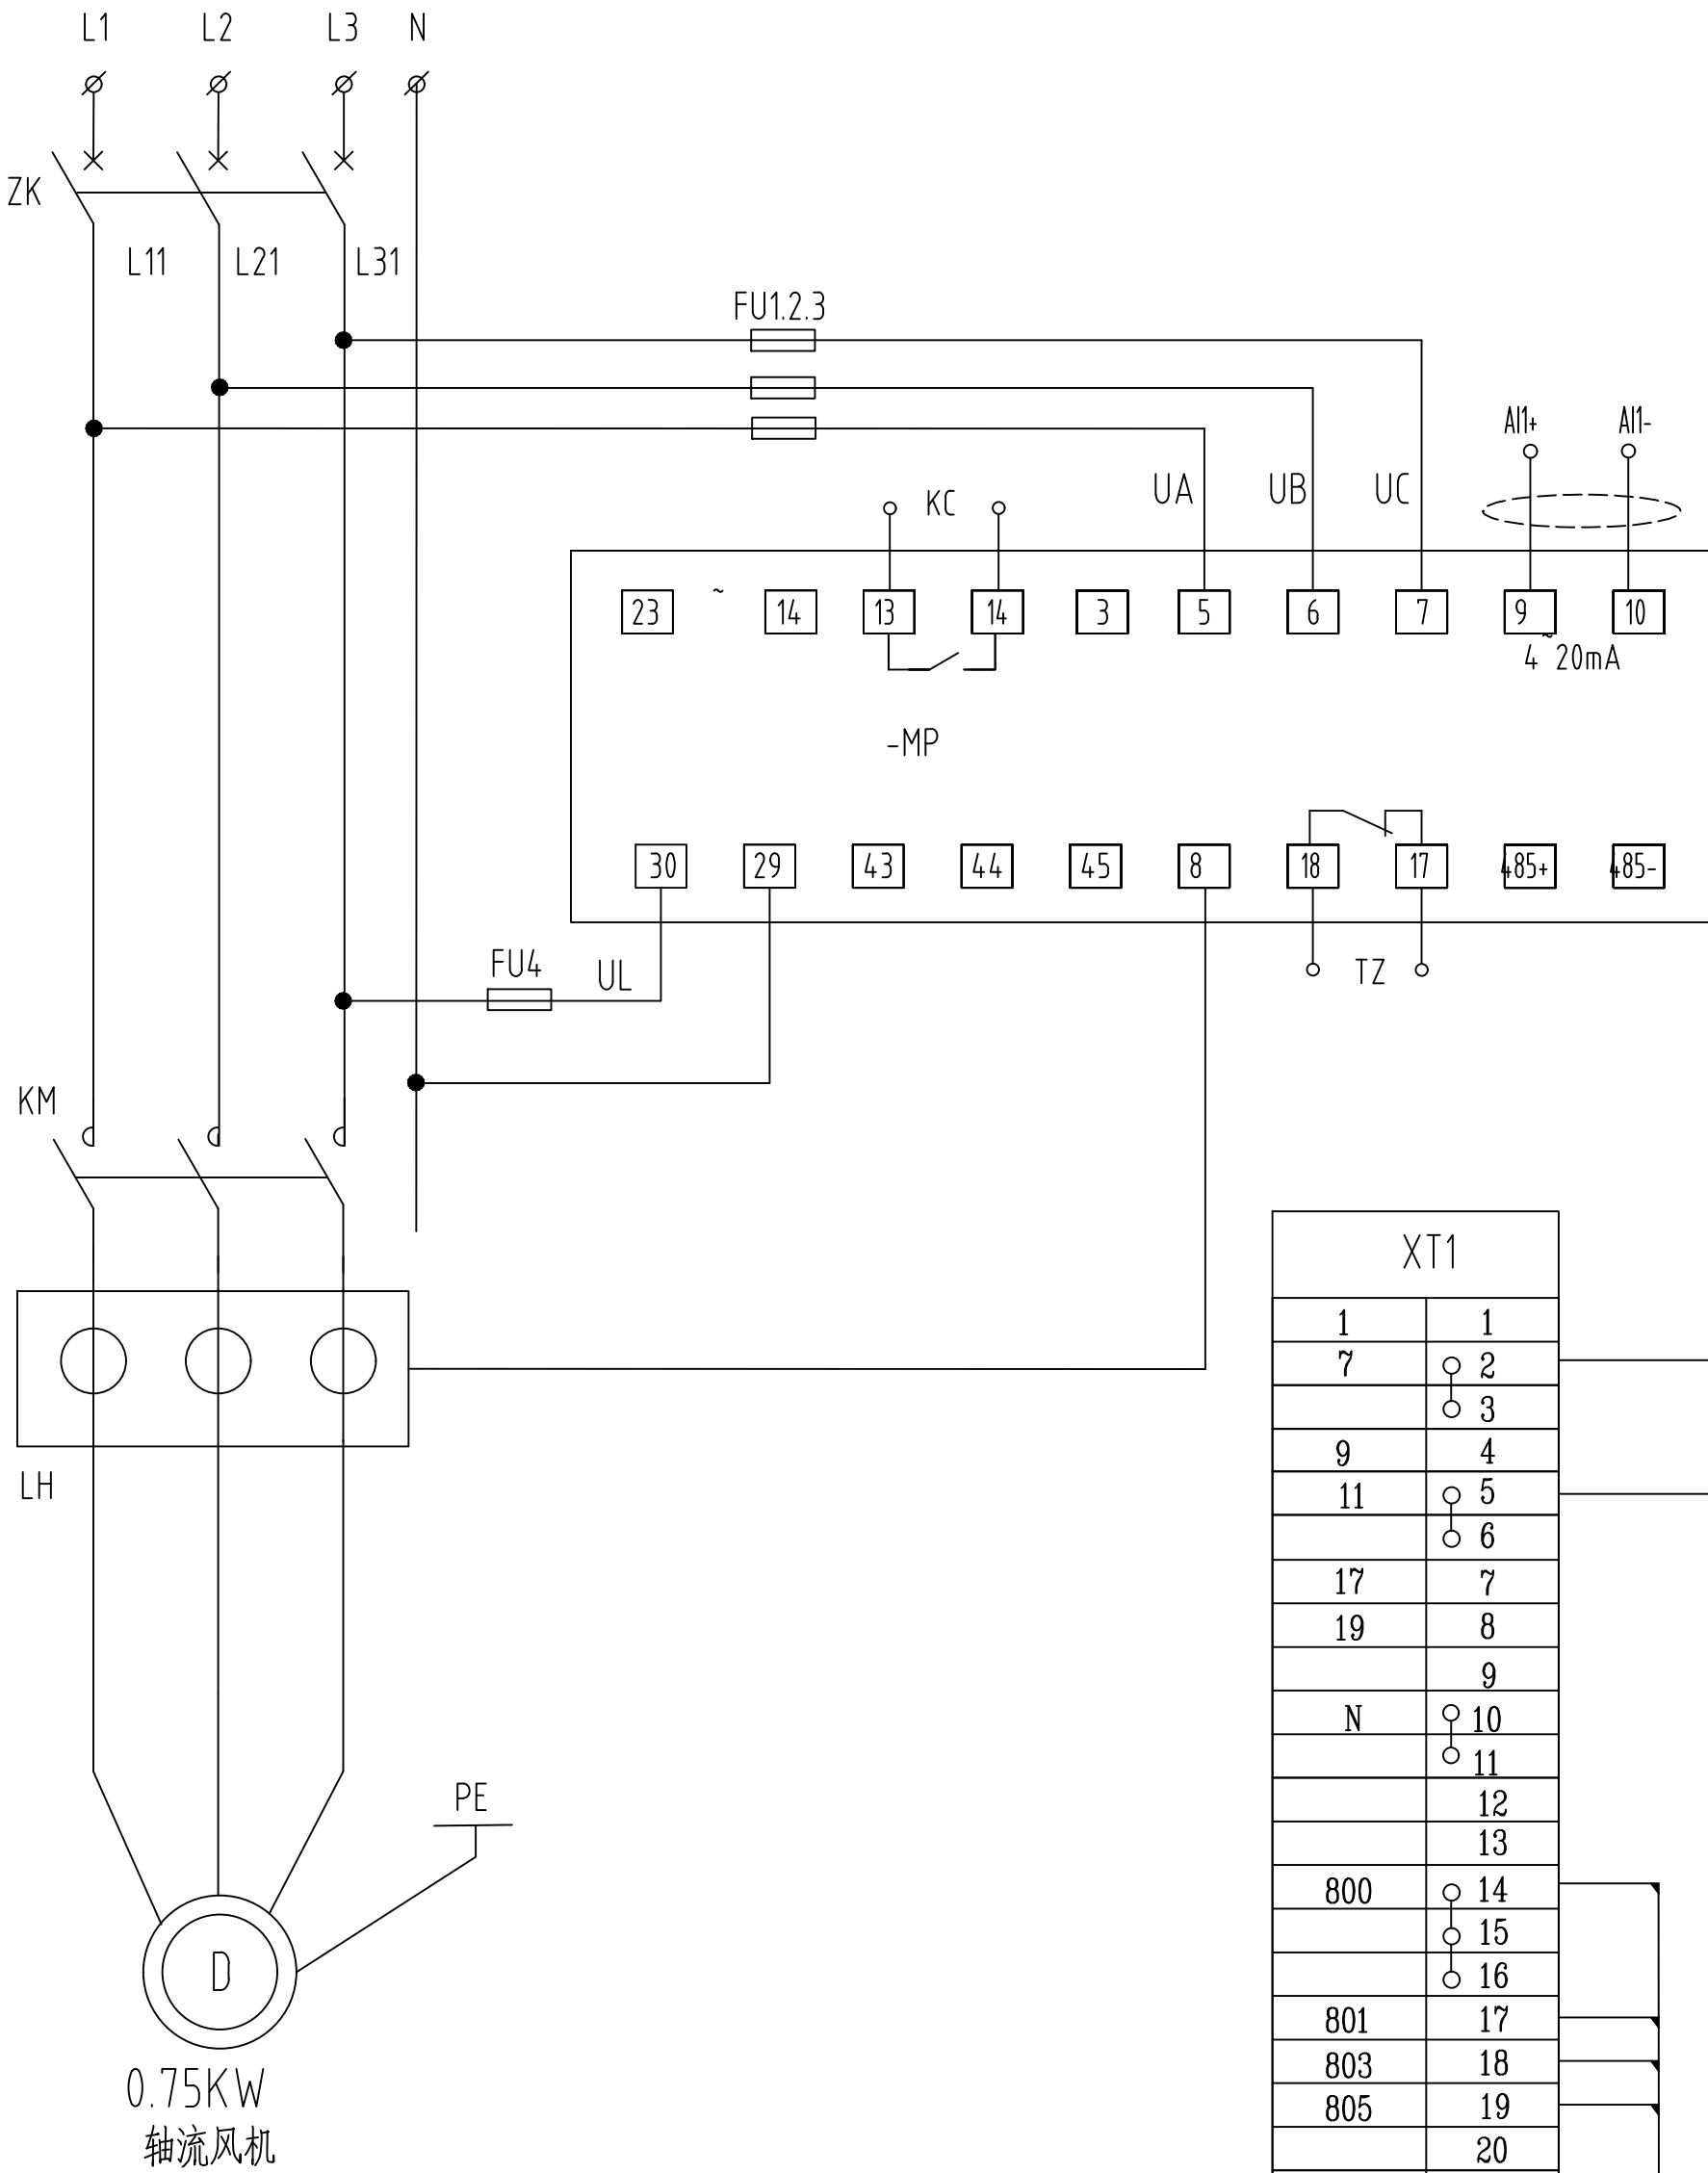 L1 L2 L3 N
ZK
L11 L21 L31
FU1.2.3
AI1+ AI1-
UA UB UC
KC
23 ~ 14 13 14 3 5 6 7 9 10
4~20mA
-MP
30 29 43 44 45 8 18 17 485+ 485-
FU4 UL
TZ
KM
LH
PE
D
0.75KW
轴流风机
XT1
1 1
7 2
3
9 4
11 5
6
17 7
19 8
9
N 10
11
12
13
800 14
15
16
801 17
803 18
805 19
20